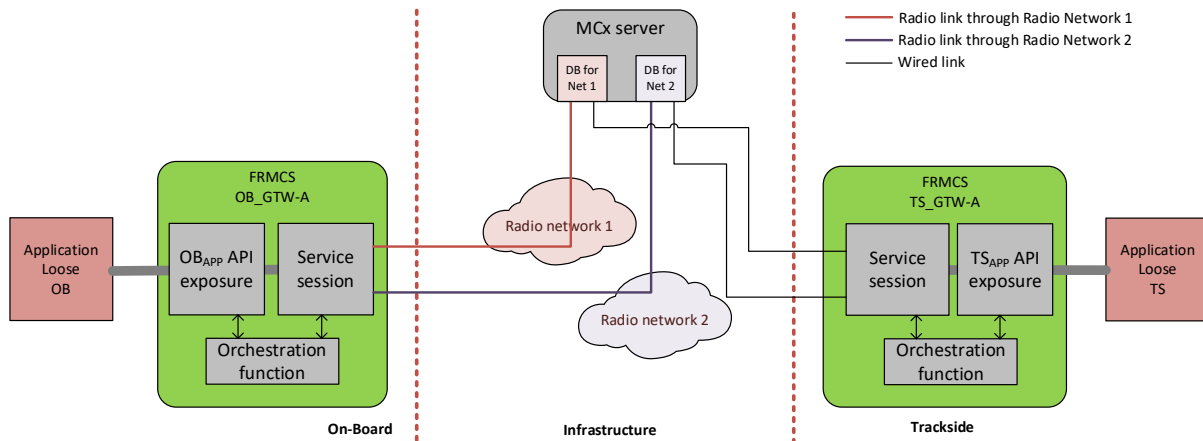 MCx server
DB for
Net 1
DB for
Net 2
Radio link through Radio Network 1
Radio link through Radio Network 2
Wired link
FRMCS
OB_GTW-A
Application
Loose
OB
OBAPP API
exposure
Service
session
Orchestration
function
Radio network 1
Radio network 2
FRMCS
TS_GTW-A
Service
session
TSAPP API
exposure
Orchestration
function
Application
Loose
TS
On-Board
Infrastructure
Trackside